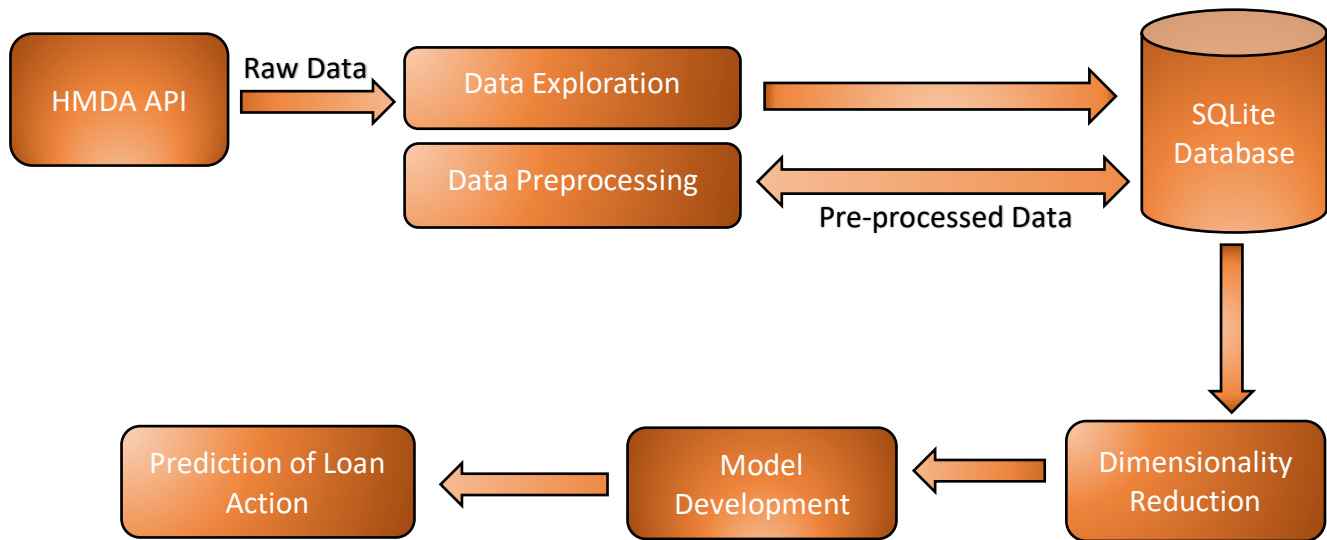 HMDA API
Raw Data
Data Exploration
Data Preprocessing
Pre-processed Data
SQLite
Database
Dimensionality
Reduction
Model
Development
Prediction of Loan
Action